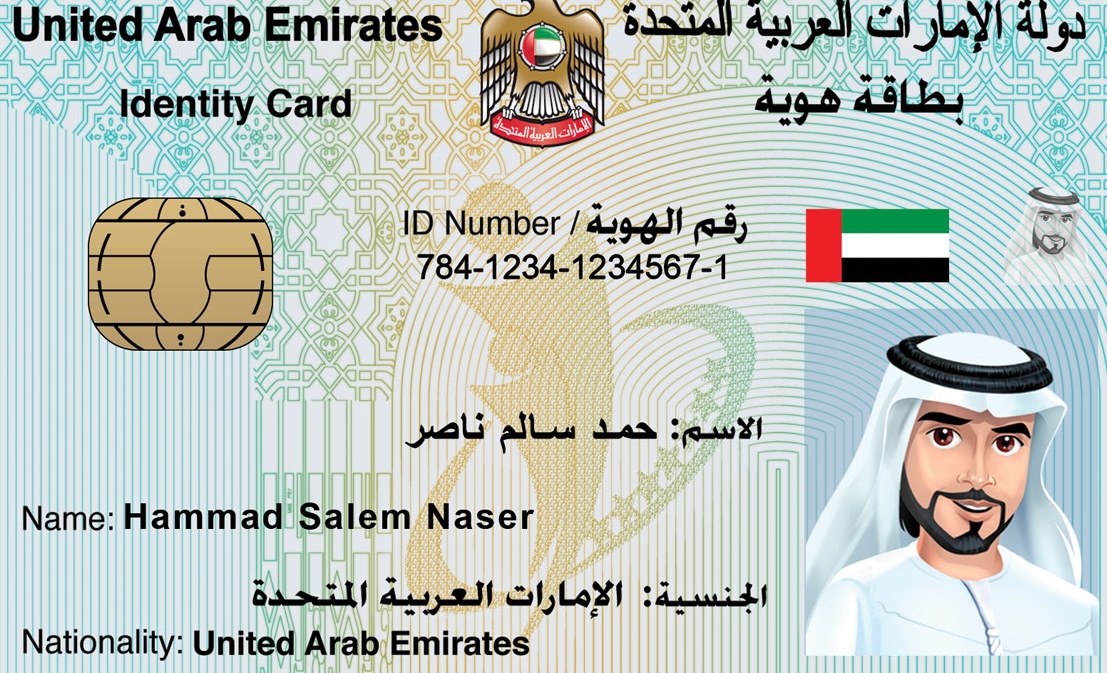 United Arab Emirates
دولة الإمارات العربية المتحدة
Identity Card
بطاقة هوية
الامارات العربية المتحدة
ID Number / رقم الهوية
784-1234-1234567-1
الاسم: حمد سالم ناصر
Name: Hammad Salem Naser
الجنسية: الإمارات العربية المتحدة
Nationality: United Arab Emirates